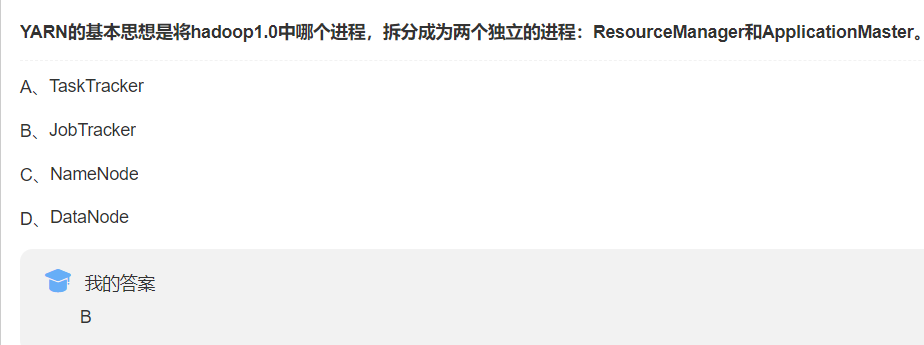 YARN的基本思想是将hadoop1.0中哪个进程，拆分成为两个独立的进程：ResourceManager和ApplicationMaster。
A、TaskTracker
B、JobTracker
C、NameNode
D、DataNode
我的答案
B